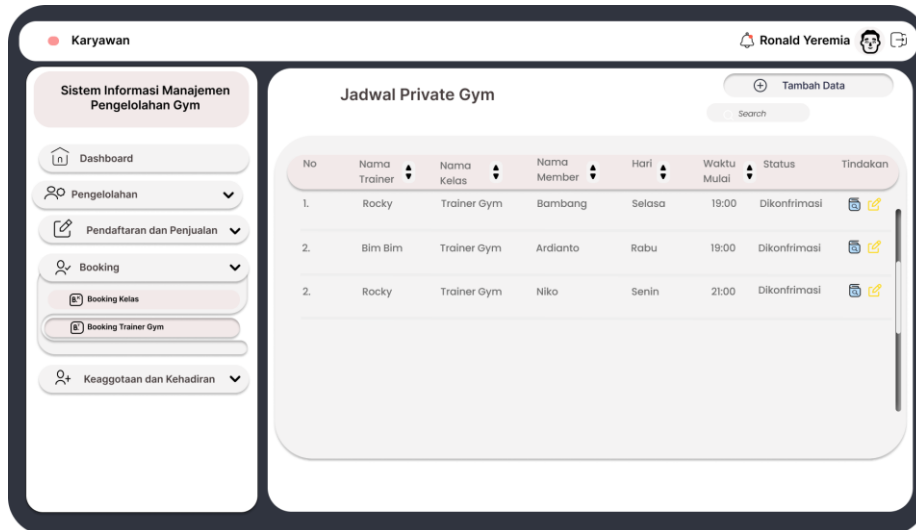 Karyawan
Ronald Yeremia
Sistem Informasi Manajemen
Pengelolahan Gym
Dashboard
Pengelolahan
Pendaftaran dan Penjualan
Booking
Booking Kelas
Booking Trainer Gym
Keaggotaan dan Kehadiran
Jadwal Private Gym
Tambah Data
Search
No Nama Trainer Nama Kelas Nama Member Hari Waktu Mulai Status Tindakan
1. Rocky Trainer Gym Bambang Selasa 19:00 Dikonfrimasi
2. Bim Bim Trainer Gym Ardianto Rabu 19:00 Dikonfrimasi
2. Rocky Trainer Gym Niko Senin 21:00 Dikonfrimasi